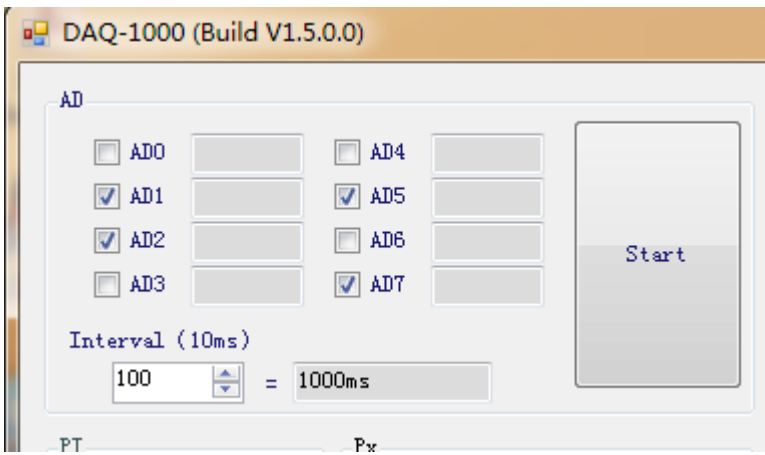 DAQ-1000 (Build V1.5.0.0)
AD
AD0 AD4
AD1 AD5
AD2 AD6
AD3 AD7
Start
Interval (10ms)
100 = 1000ms
PT Px